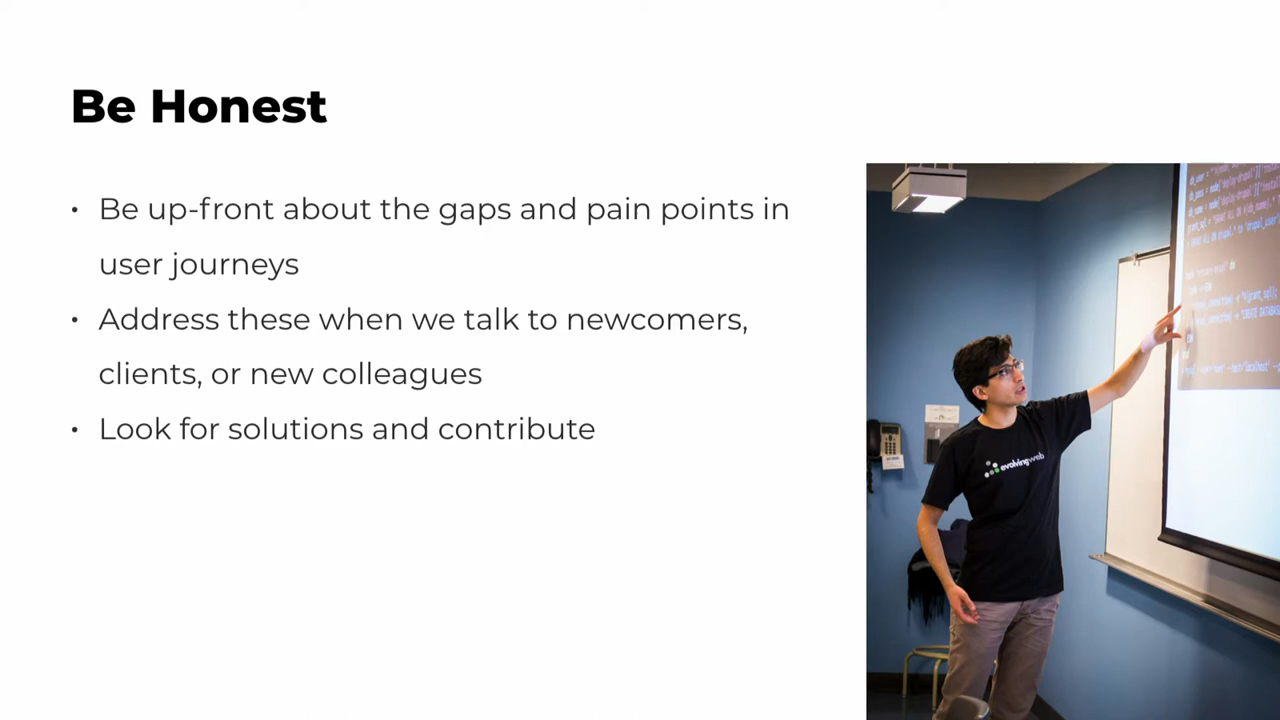 Be Honest
• Be up-front about the gaps and pain points in
user journeys
• Address these when we talk to newcomers,
clients, or new colleagues
• Look for solutions and contribute
evolvingweb